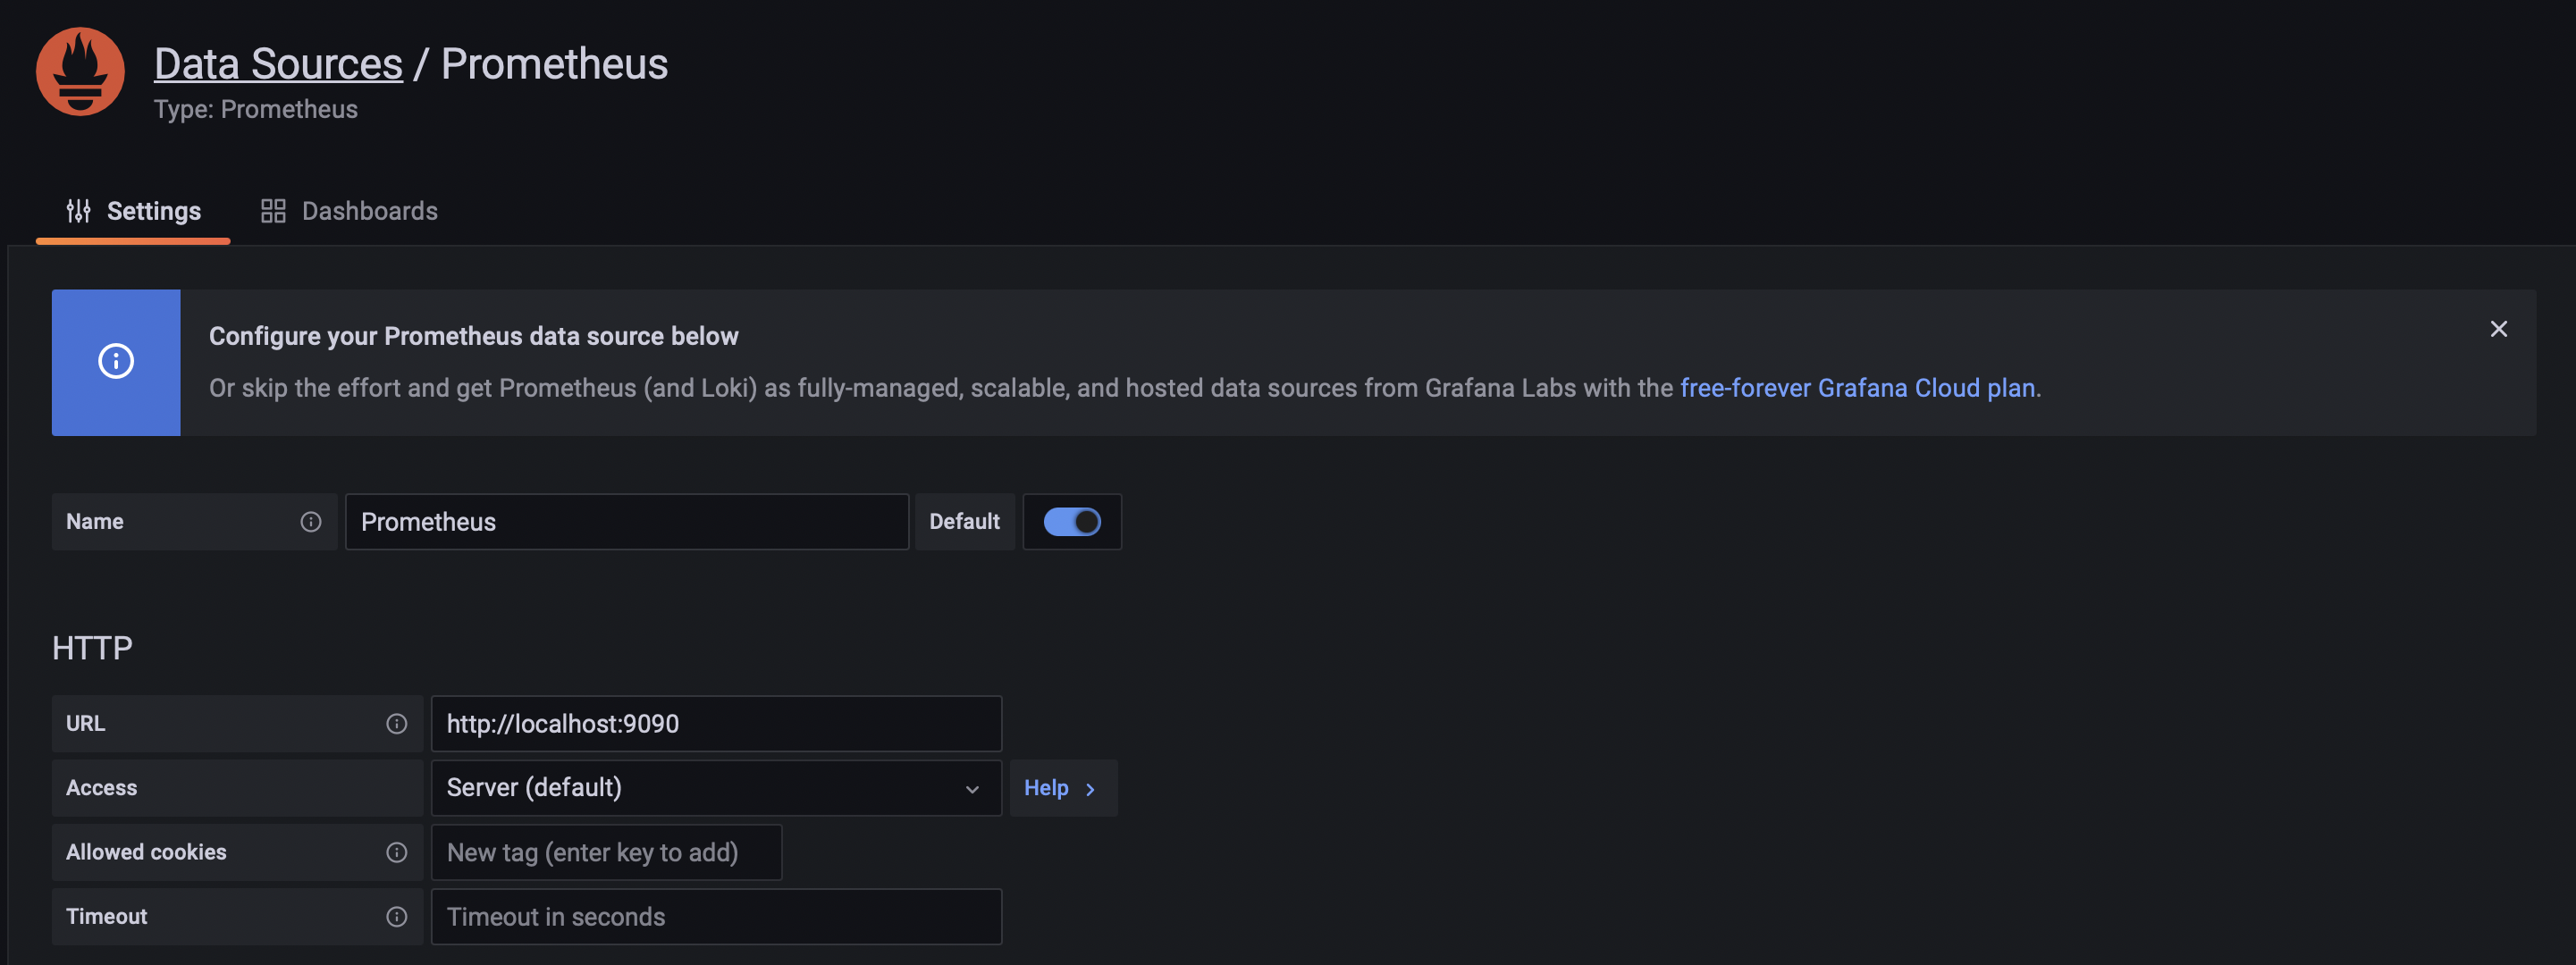 Data Sources / Prometheus
Type: Prometheus
Settings Dashboards
Configure your Prometheus data source below
Or skip the effort and get Prometheus (and Loki) as fully-managed, scalable, and hosted data sources from Grafana Labs with the free-forever Grafana Cloud plan.
Name Prometheus Default
HTTP
URL http://localhost:9090
Access Server (default) Help
Allowed cookies New tag (enter key to add)
Timeout Timeout in seconds